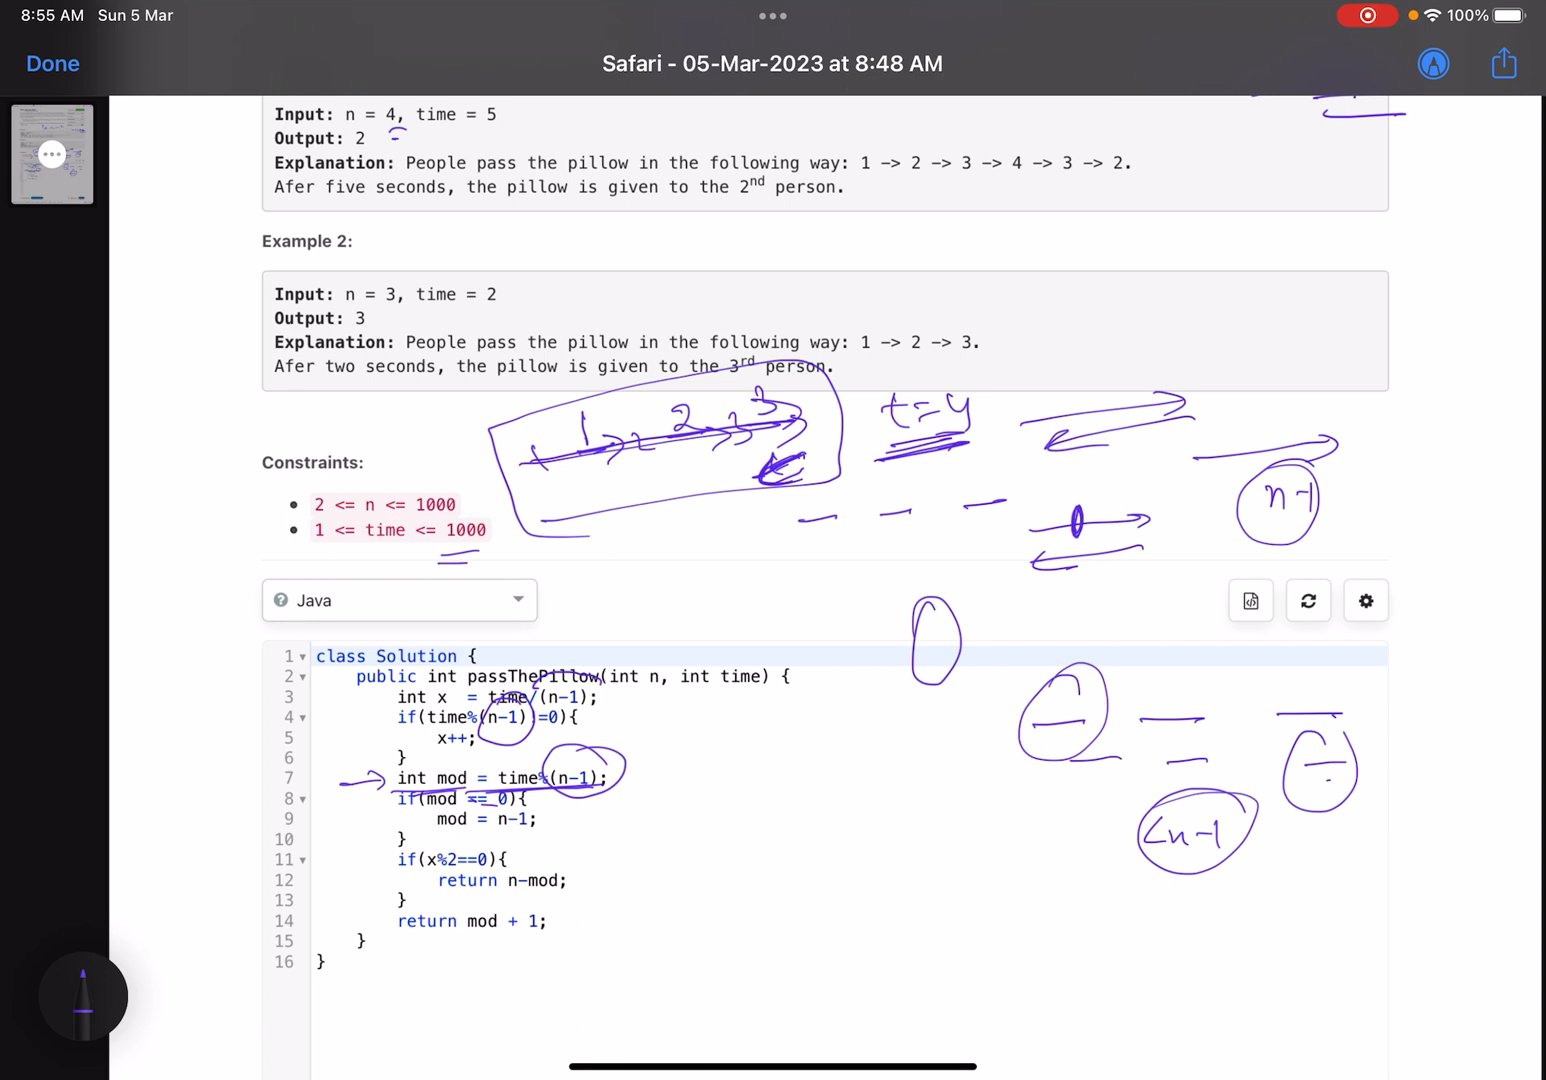 8:55 AM Sun 5 Mar
100%
Done
Safari - 05-Mar-2023 at 8:48 AM
Input: n = 4, time = 5
Output: 2
Explanation: People pass the pillow in the following way: 1 -> 2 -> 3 -> 4 -> 3 -> 2.
Afer five seconds, the pillow is given to the 2nd person.
Example 2:
Input: n = 3, time = 2
Output: 3
Explanation: People pass the pillow in the following way: 1 -> 2 -> 3.
Afer two seconds, the pillow is given to the 3rd person.
1 2 3
t=4
Constraints:
n-1
2 <= n <= 1000
1 <= time <= 1000
Java
0
1 class Solution {
2 public int passThePillow(int n, int time) {
3 int x = time/(n-1);
4 if(time%(n-1)!=0){
5 x++;
6 }
7 int mod = time%(n-1);
8 if(mod == 0){
9 mod = n-1;
<n-1
10 }
11 if(x%2==0){
12 return n-mod;
13 }
14 return mod + 1;
15 }
16 }